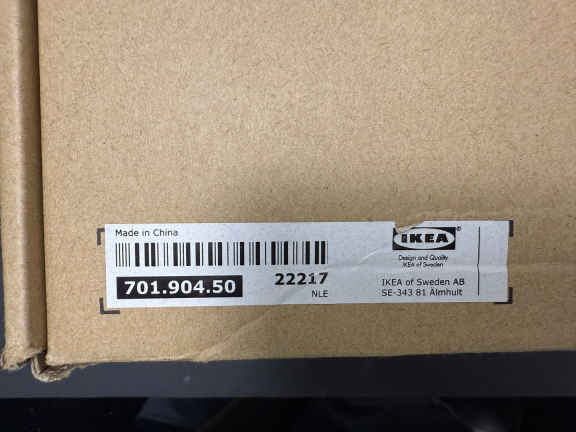 Made in China
701.904.50
22217
NLE
IKEA®
Design and Quality
IKEA of Sweden
IKEA of Sweden AB
SE-343 81 Älmhult